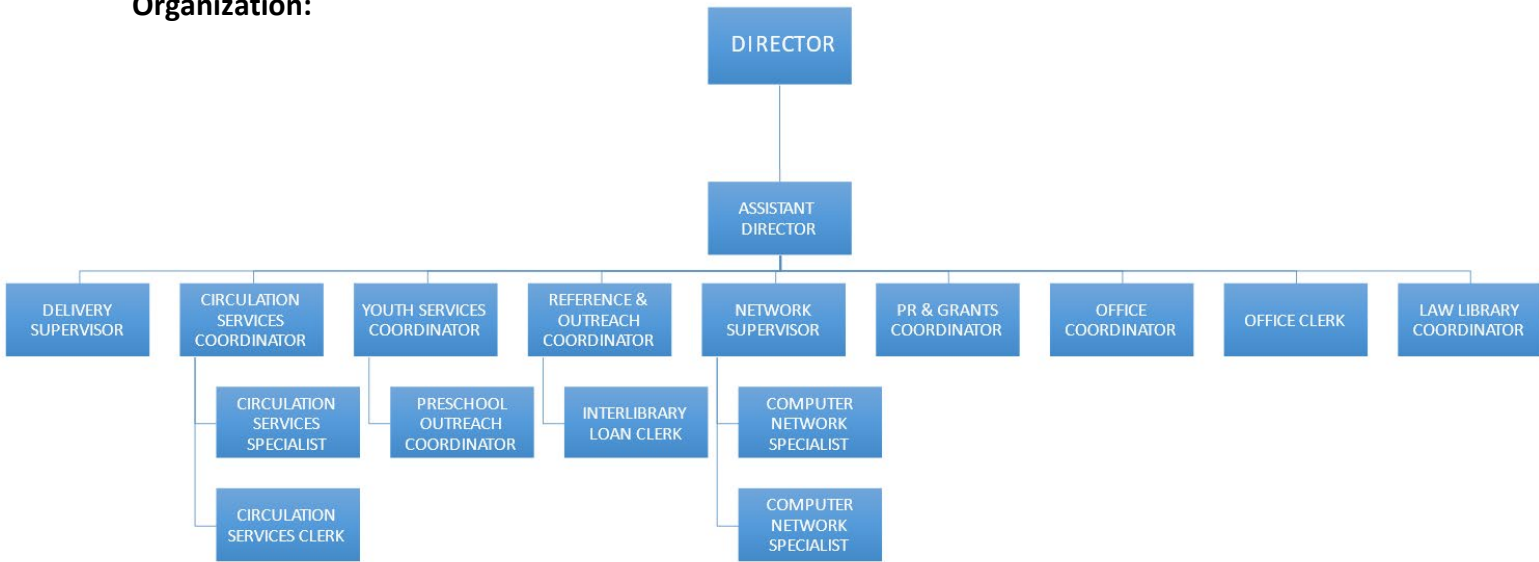 Organization:
DIRECTOR
ASSISTANT
DIRECTOR
DELIVERY
SUPERVISOR
CIRCULATION
SERVICES
COORDINATOR
YOUTH SERVICES
COORDINATOR
REFERENCE &
OUTREACH
COORDINATOR
NETWORK
SUPERVISOR
PR & GRANTS
COORDINATOR
OFFICE
COORDINATOR
OFFICE CLERK
LAW LIBRARY
COORDINATOR
CIRCULATION
SERVICES
SPECIALIST
PRESCHOOL
OUTREACH
COORDINATOR
INTERLIBRARY
LOAN CLERK
COMPUTER
NETWORK
SPECIALIST
CIRCULATION
SERVICES CLERK
COMPUTER
NETWORK
SPECIALIST